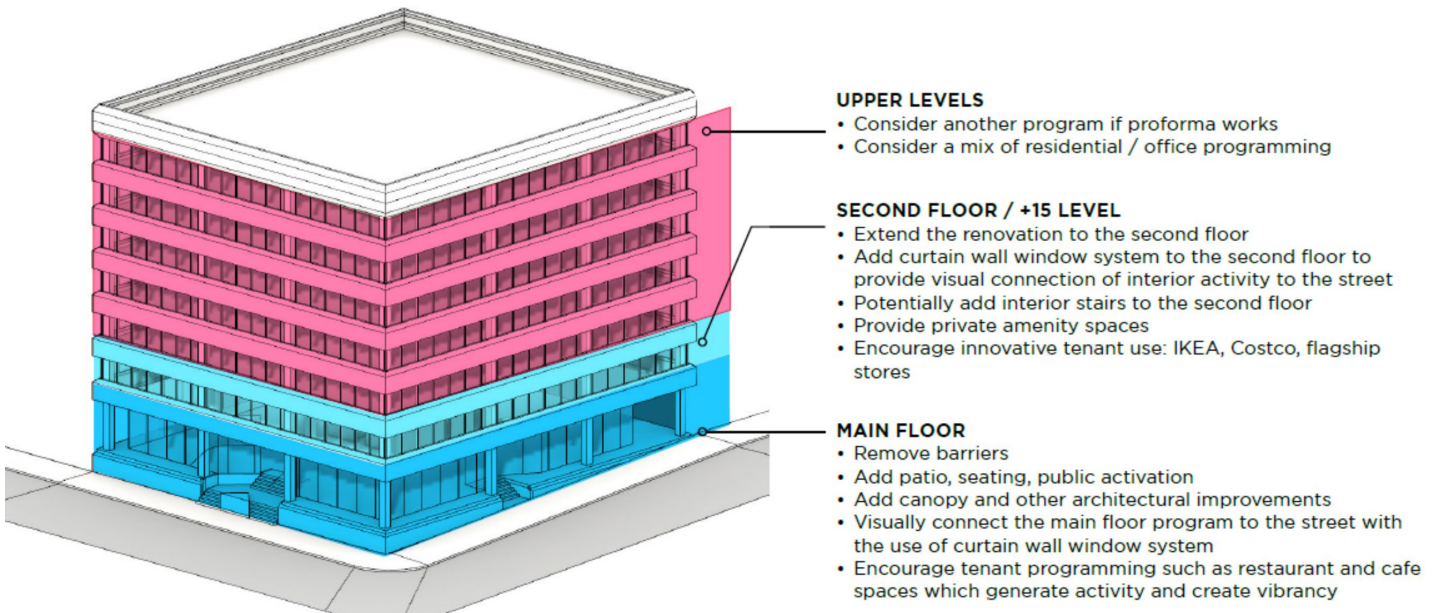 UPPER LEVELS
• Consider another program if proforma works
• Consider a mix of residential / office programming
SECOND FLOOR / +15 LEVEL
• Extend the renovation to the second floor
• Add curtain wall window system to the second floor to
provide visual connection of interior activity to the street
• Potentially add interior stairs to the second floor
• Provide private amenity spaces
• Encourage innovative tenant use: IKEA, Costco, flagship
stores
MAIN FLOOR
• Remove barriers
• Add patio, seating, public activation
• Add canopy and other architectural improvements
• Visually connect the main floor program to the street with
the use of curtain wall window system
• Encourage tenant programming such as restaurant and cafe
spaces which generate activity and create vibrancy